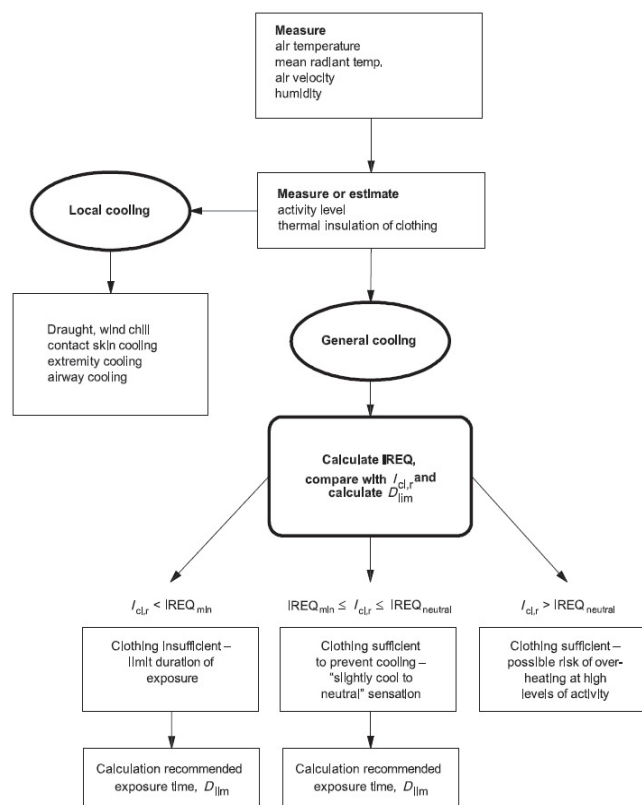 Measure
air temperature
mean radiant temp.
air velocity
humidity
Measure or estimate
activity level
thermal insulation of clothing
Local cooling
Draught, wind chill
contact skin cooling
extremity cooling
airway cooling
General cooling
Calculate IREQ,
compare with Icl,r and
calculate Dlim
Icl,r < IREQmin
IREQmin ≤ Icl,r ≤ IREQneutral
Icl,r > IREQneutral
Clothing insufficient –
limit duration of
exposure
Clothing sufficient
to prevent cooling –
"slightly cool to
neutral" sensation
Clothing sufficient –
possible risk of over-
heating at high
levels of activity
Calculation recommended
exposure time, Dlim
Calculation recommended
exposure time, Dlim